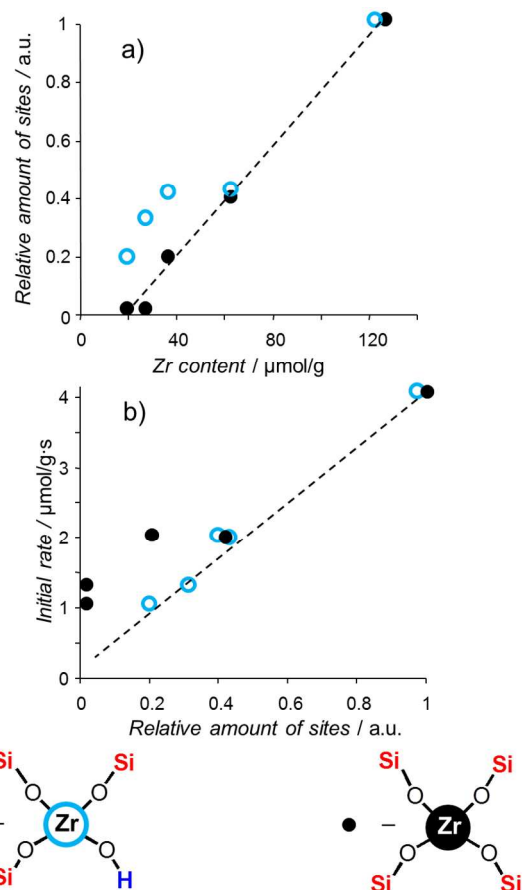 a)
Relative amount of sites / a.u.
1
0.8
0.6
0.4
0.2
0
0 40 80 120
Zr content / µmol/g
b)
Initial rate / µmol/g·s
4
3
2
1
0
0 0.2 0.4 0.6 0.8 1
Relative amount of sites / a.u.
Si Si Si Si
O O O O
– Zr – Zr
O O O O
Si H Si Si